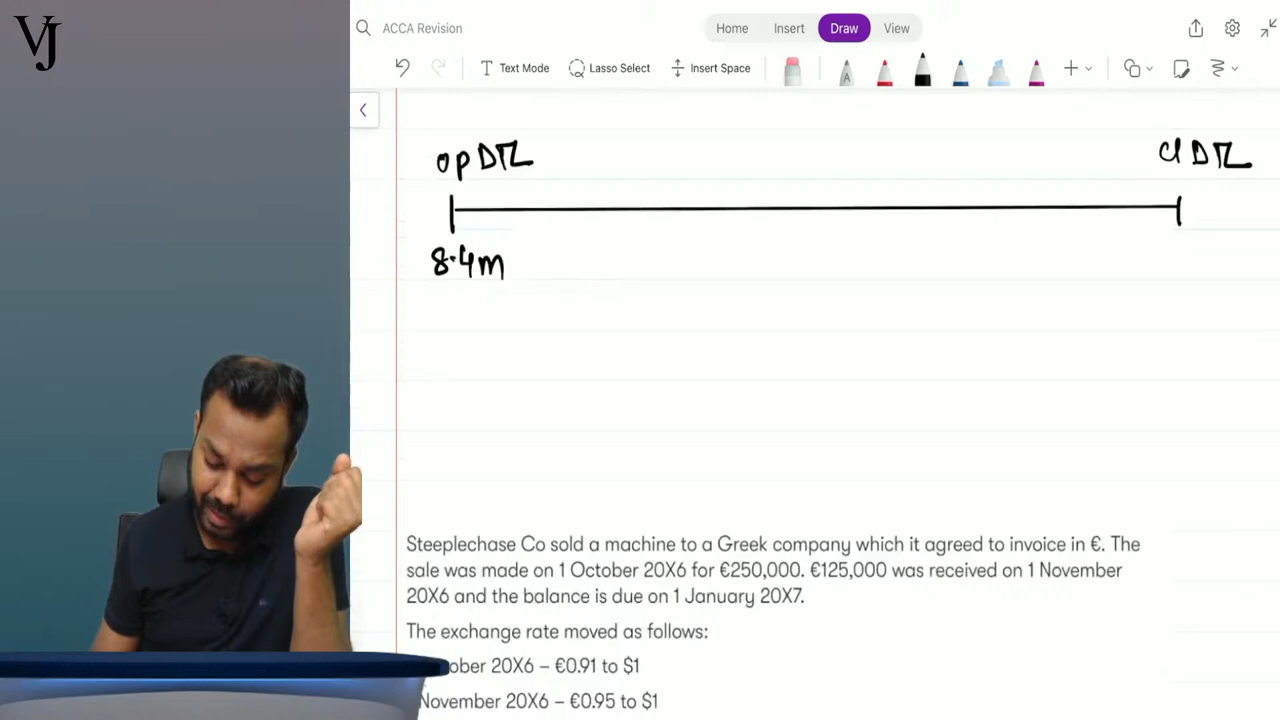 VJ
ACCA Revision
Home Insert Draw View
T Text Mode Lasso Select Insert Space
A
op DTL
cl DTL
8.4m
Steeplechase Co sold a machine to a Greek company which it agreed to invoice in €. The
sale was made on 1 October 20X6 for €250,000. €125,000 was received on 1 November
20X6 and the balance is due on 1 January 20X7.
The exchange rate moved as follows:
ober 20X6 – €0.91 to $1
November 20X6 – €0.95 to $1